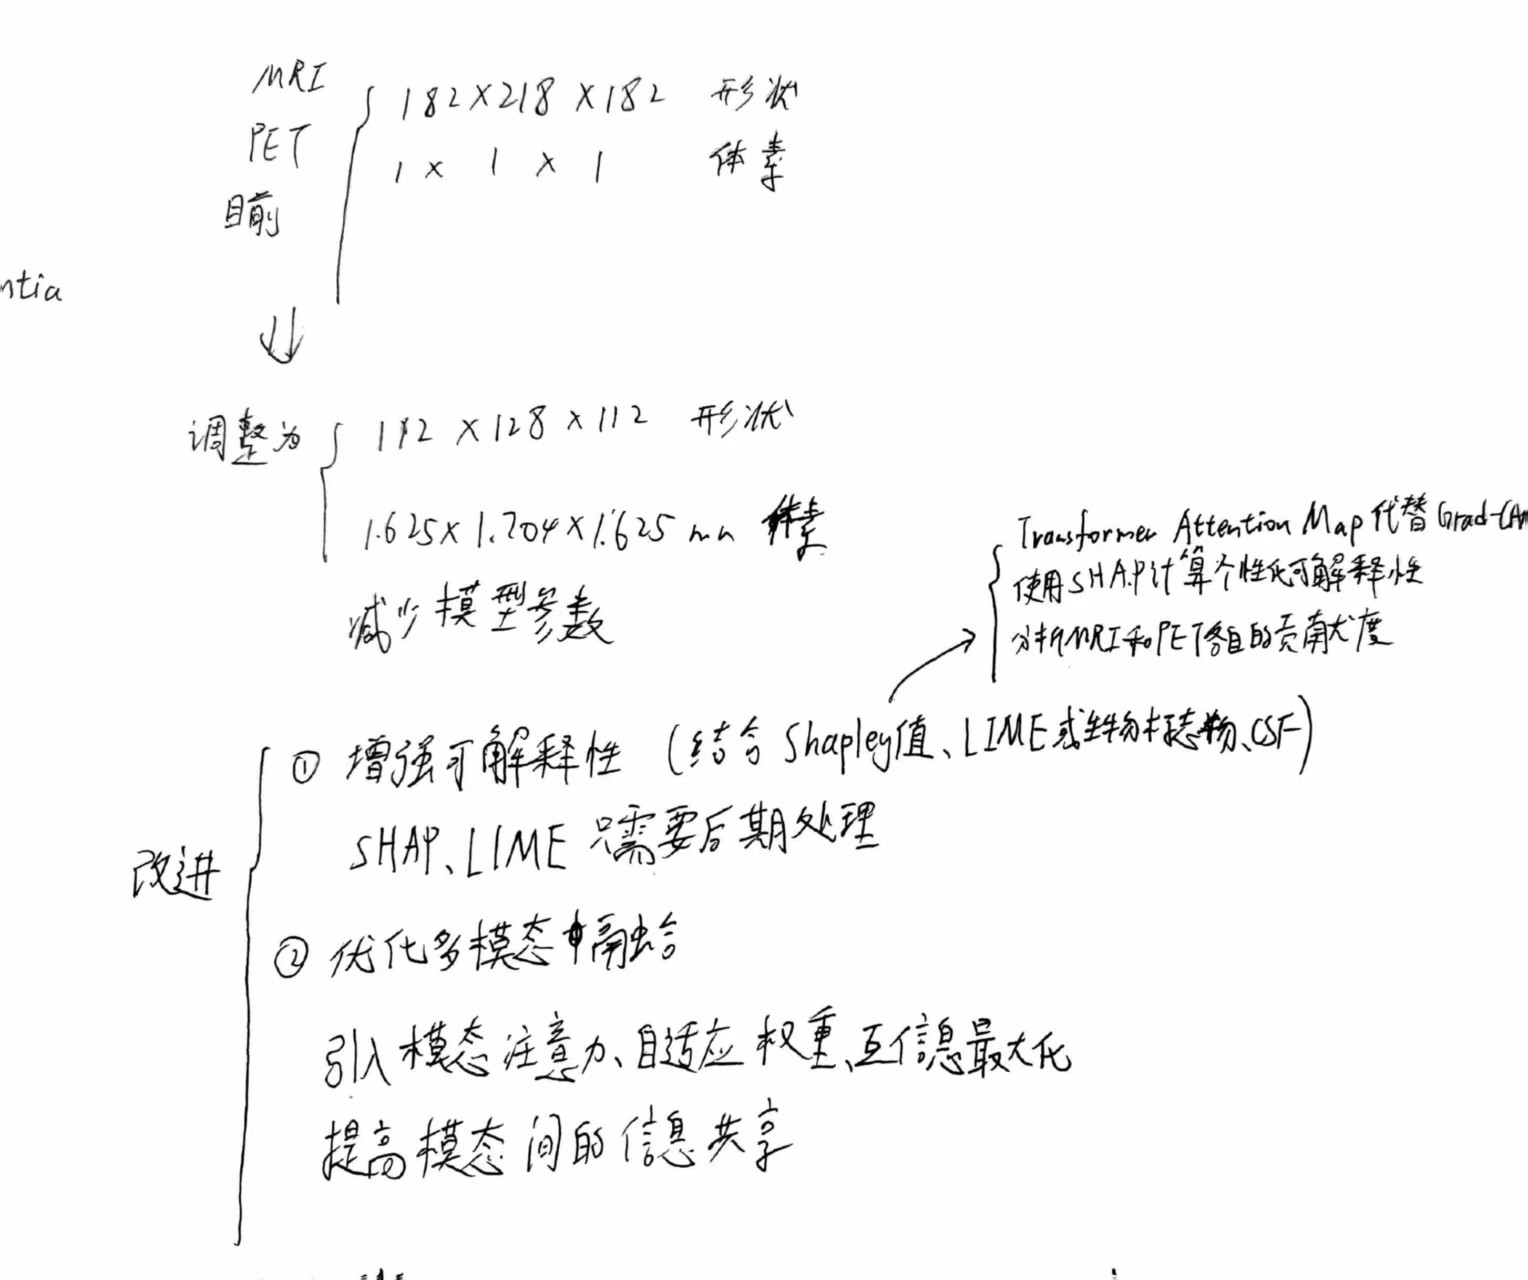 MRI
182×218×182 形状
PET
1 × 1 × 1 体素
目前
ntia
调整为
112×128×112 形状
1.625×1.704×1.625 mm 体素
减少模型参数
Transformer Attention Map 代替 Grad-CAM
使用SHAP计算个性化可解释性
分析MRI和PET各自的贡献度
改进
① 增强可解释性 (结合 Shapley值、LIME或生物标志物、CSF)
SHAP、LIME 只需要后期处理
② 优化多模态融合
引入模态注意力、自适应权重、互信息最大化
提高模态间的信息共享